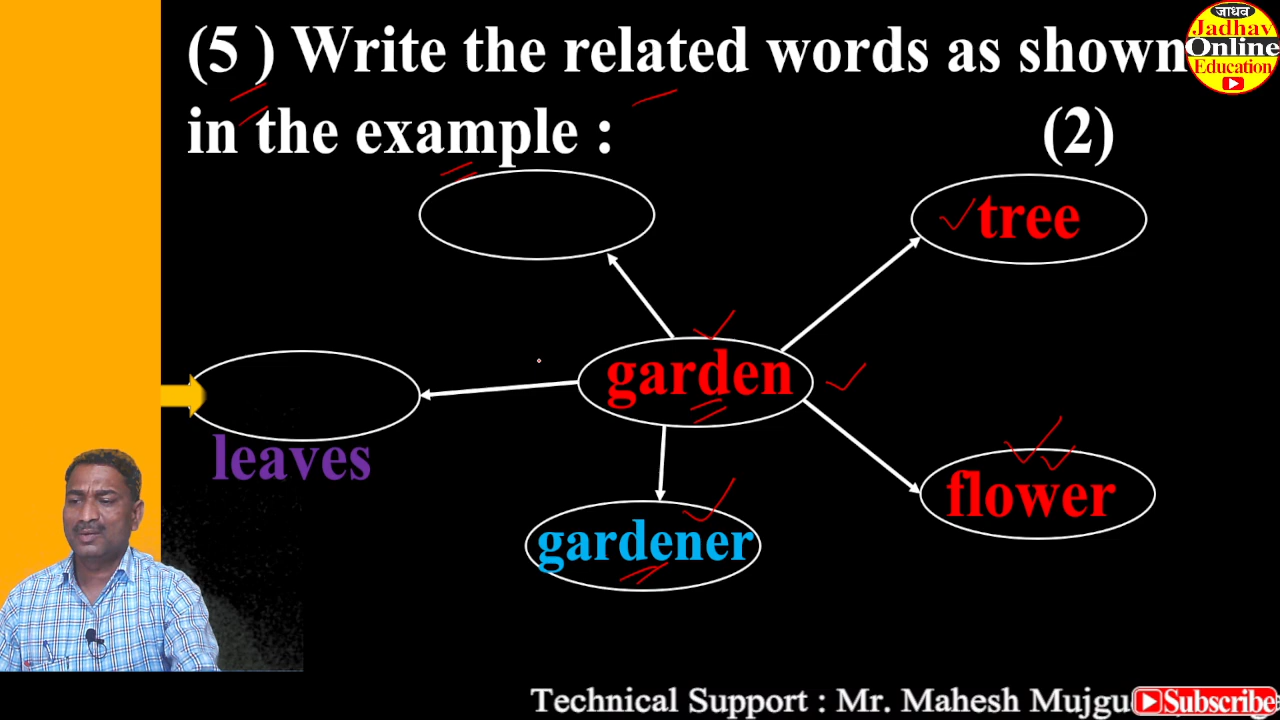 (5 ) Write the related words as shown
in the example : (2)
जाधव
Jadhav
Online
Education
tree
garden
leaves
flower
gardener
Technical Support : Mr. Mahesh
Subscribe